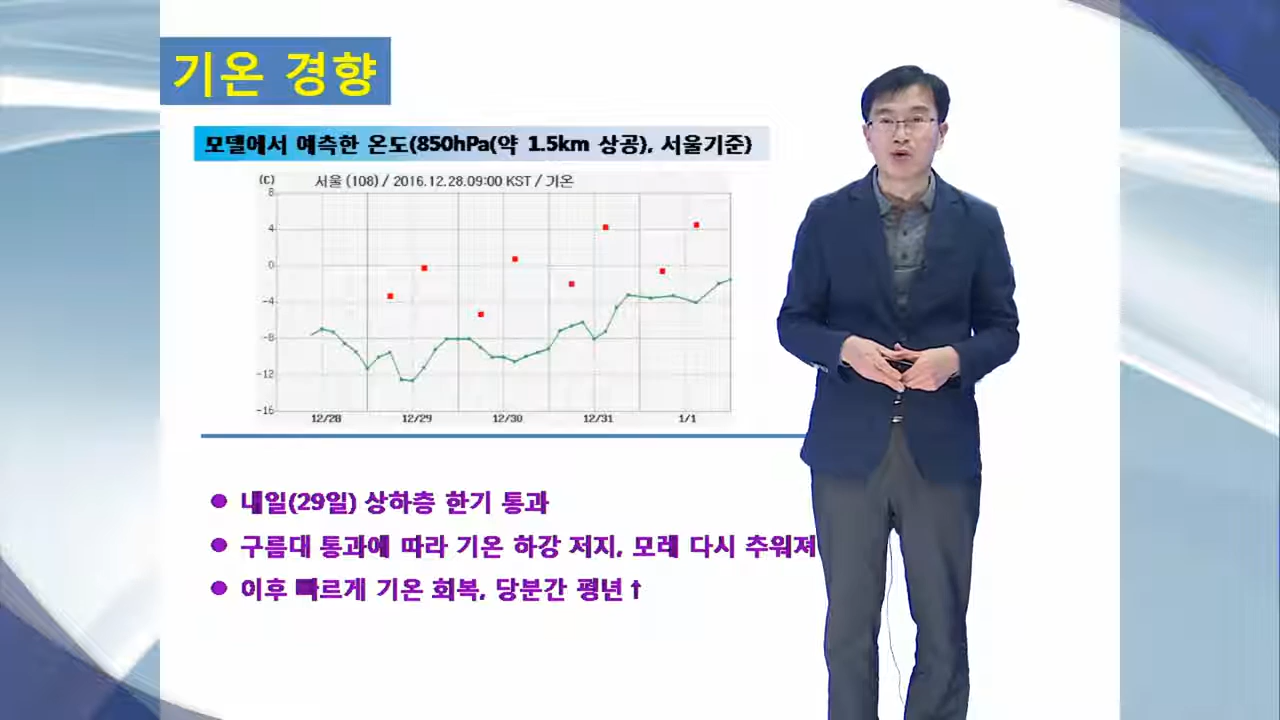 기온 경향
모델에서 예측한 온도(850hPa(약 1.5km 상공), 서울기준)
(C)
서울 (108) / 2016.12.28.09:00 KST / 기온
8
4
0
-4
-8
-12
-16
12/28 12/29 12/30 12/31 1/1
● 내일(29일) 상하층 한기 통과
● 구름대 통과에 따라 기온 하강 저지, 모레 다시 추워져
● 이후 빠르게 기온 회복, 당분간 평년↑